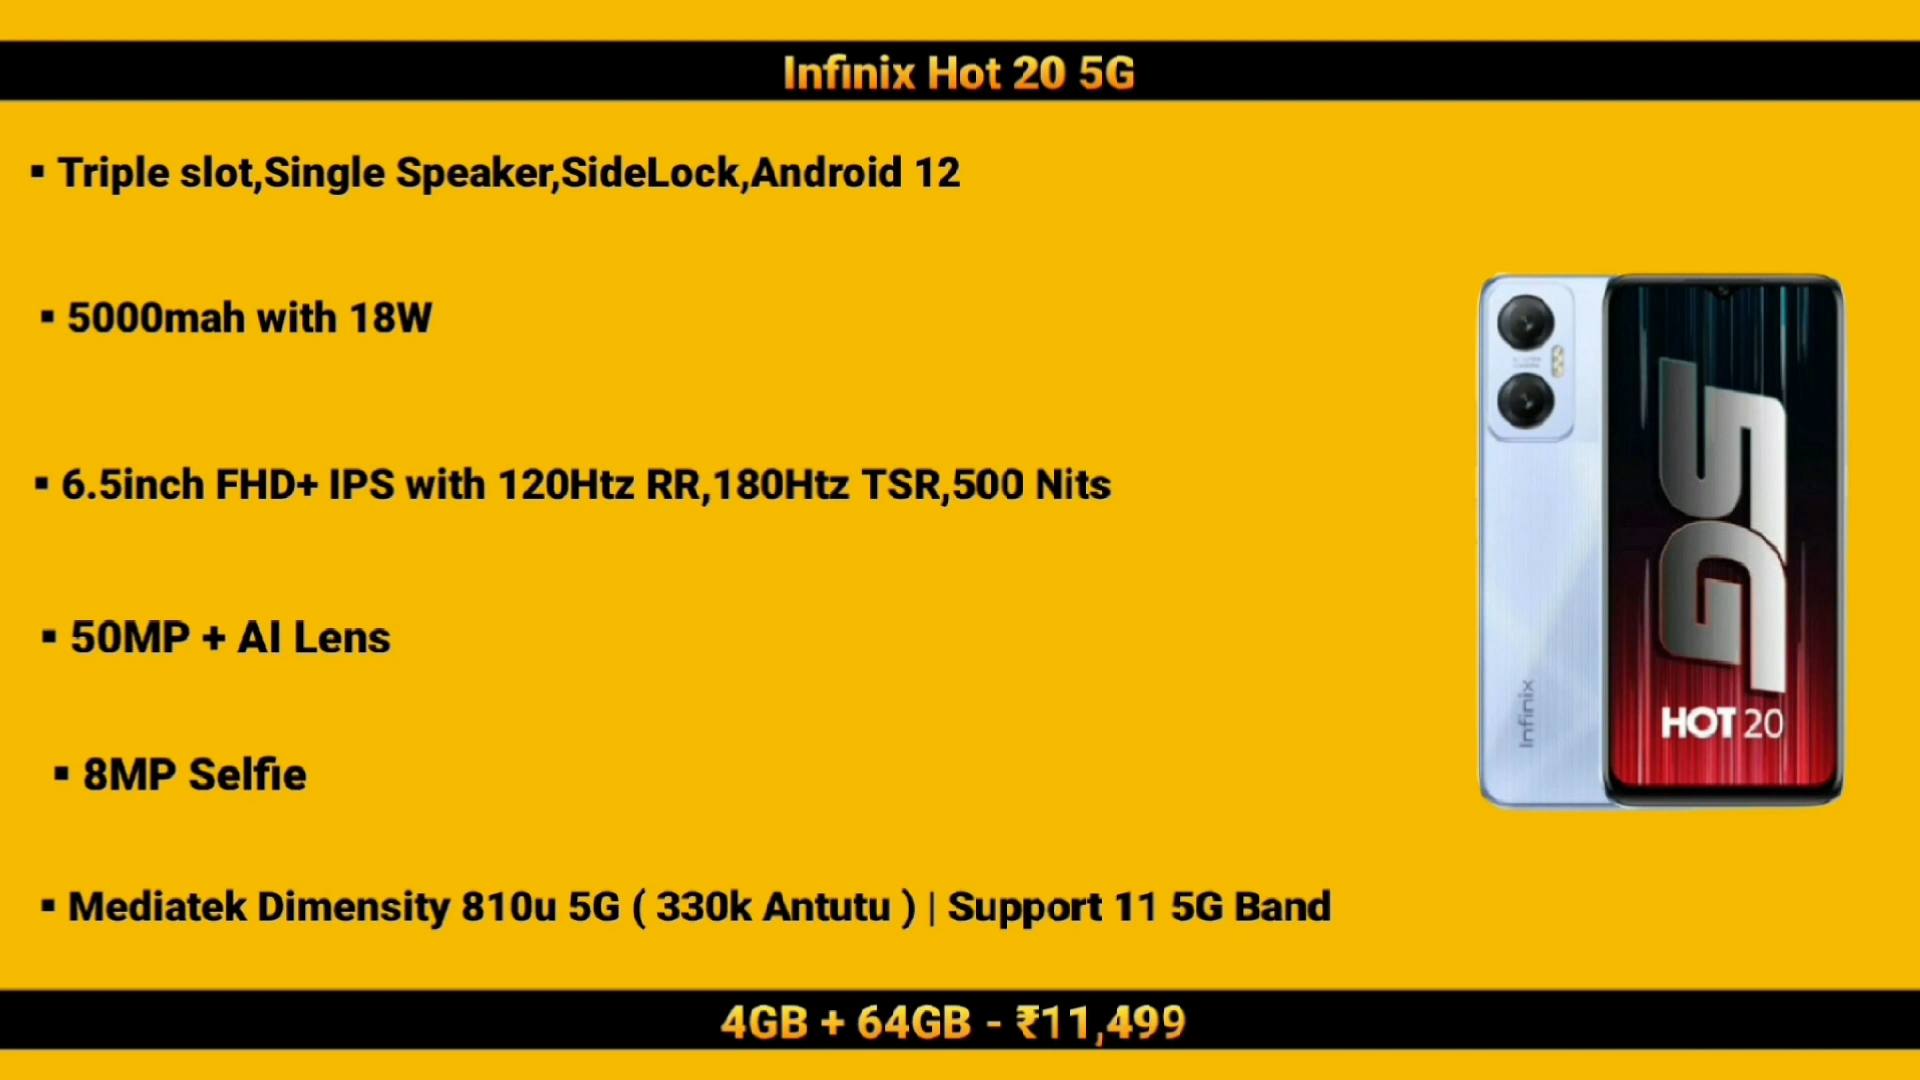 Infinix Hot 20 5G
▪ Triple slot,Single Speaker,SideLock,Android 12
▪ 5000mah with 18W
▪ 6.5inch FHD+ IPS with 120Htz RR,180Htz TSR,500 Nits
▪ 50MP + AI Lens
▪ 8MP Selfie
▪ Mediatek Dimensity 810u 5G ( 330k Antutu ) | Support 11 5G Band
5G
HOT 20
Infinix
4GB + 64GB - ₹11,499